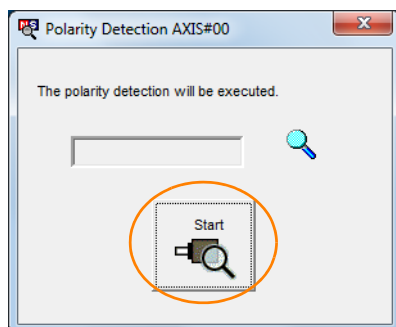 Polarity Detection AXIS#00
The polarity detection will be executed.
Start